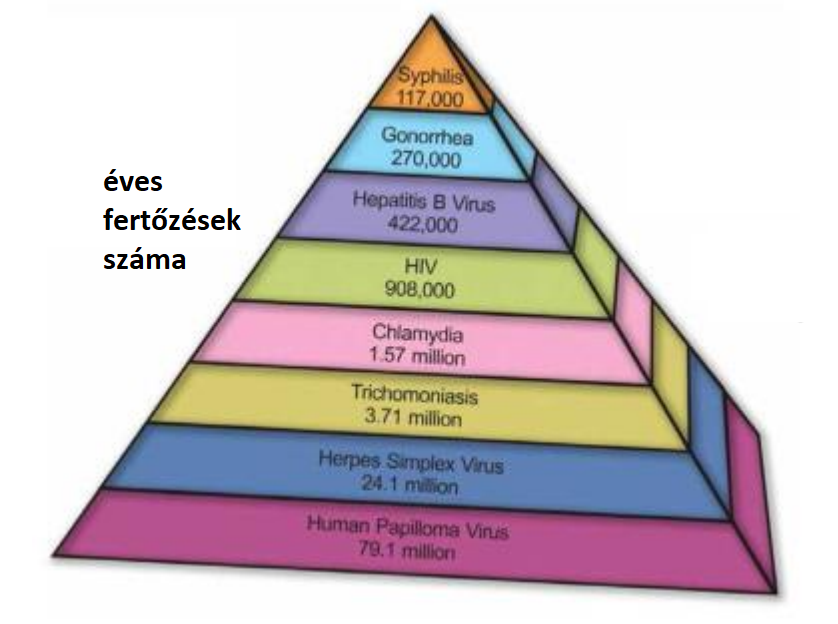 Syphilis
117,000
Gonorrhea
270,000
éves
fertőzések
száma
Hepatitis B Virus
422,000
HIV
908,000
Chlamydia
1.57 million
Trichomoniasis
3.71 million
Herpes Simplex Virus
24.1 million
Human Papilloma Virus
79.1 million